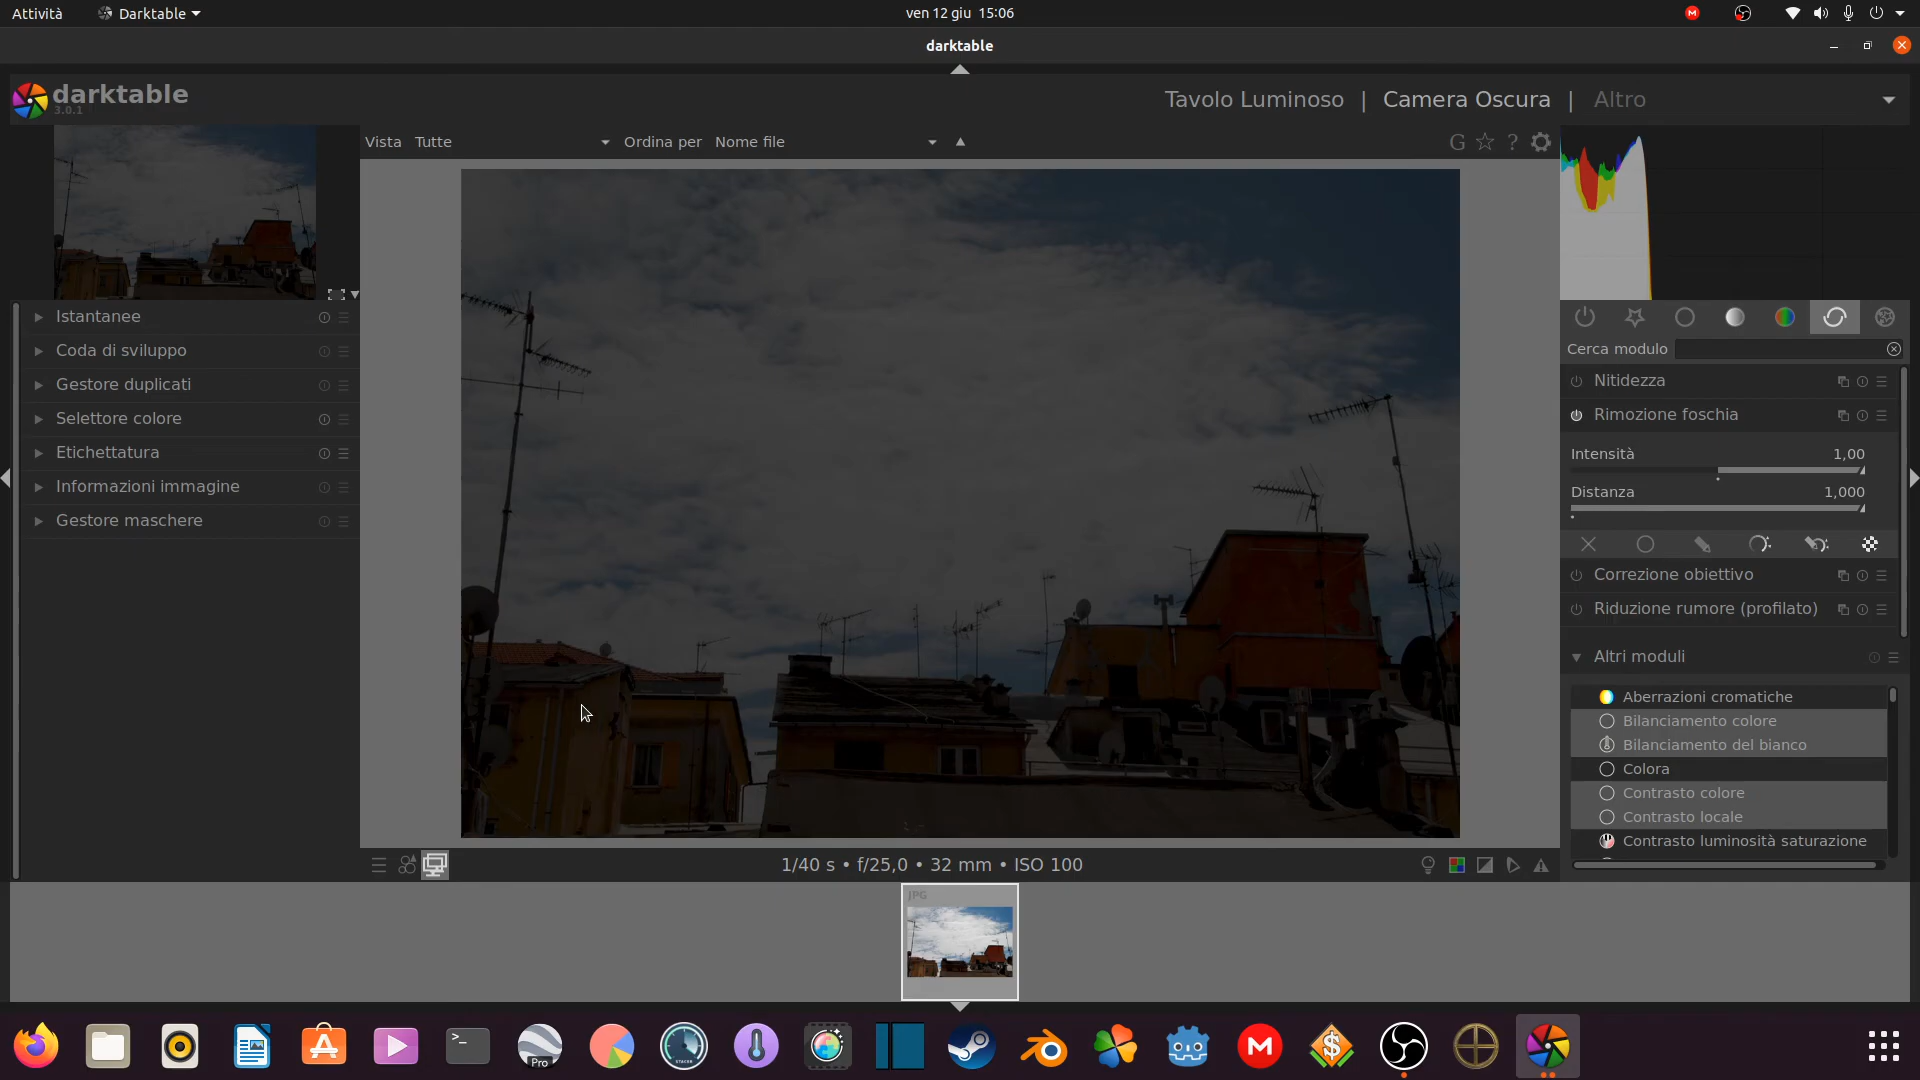 Attività
Darktable
ven 12 giu 15:06
darktable
darktable
3.0.1
Tavolo Luminoso | Camera Oscura | Altro
Vista Tutte
Ordina per Nome file
G
?
Istantanee
Coda di sviluppo
Gestore duplicati
Selettore colore
Etichettatura
Informazioni immagine
Gestore maschere
Cerca modulo
Nitidezza
Rimozione foschia
Intensità 1,00
Distanza 1,000
Correzione obiettivo
Riduzione rumore (profilato)
Altri moduli
Aberrazioni cromatiche
Bilanciamento colore
Bilanciamento del bianco
Colora
Contrasto colore
Contrasto locale
Contrasto luminosità saturazione
1/40 s • f/25,0 • 32 mm • ISO 100
JPG
Pro